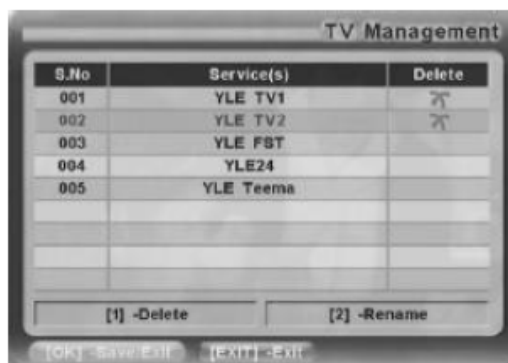 TV Management
S.No Service(s) Delete
001 YLE TV1
002 YLE TV2
003 YLE FST
004 YLE24
005 YLE Teema
[1] -Delete [2] -Rename
[OK] -Save/Exit [EXIT] -Exit